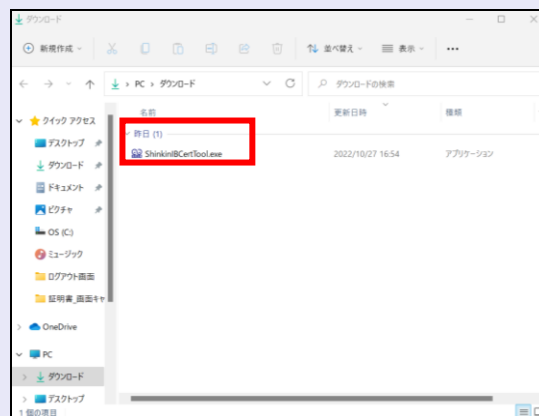 ダウンロード
新規作成
並べ替え
表示
PC › ダウンロード
ダウンロードの検索
名前
更新日時
種類
クイック アクセス
昨日 (1)
デスクトップ
ShinkinIBCertTool.exe
2022/10/27 16:54
アプリケーション
ダウンロード
ドキュメント
ピクチャ
OS (C:)
ミュージック
ログアウト画面
証明書_画面キャ
OneDrive
PC
ダウンロード
デスクトップ
1 個の項目